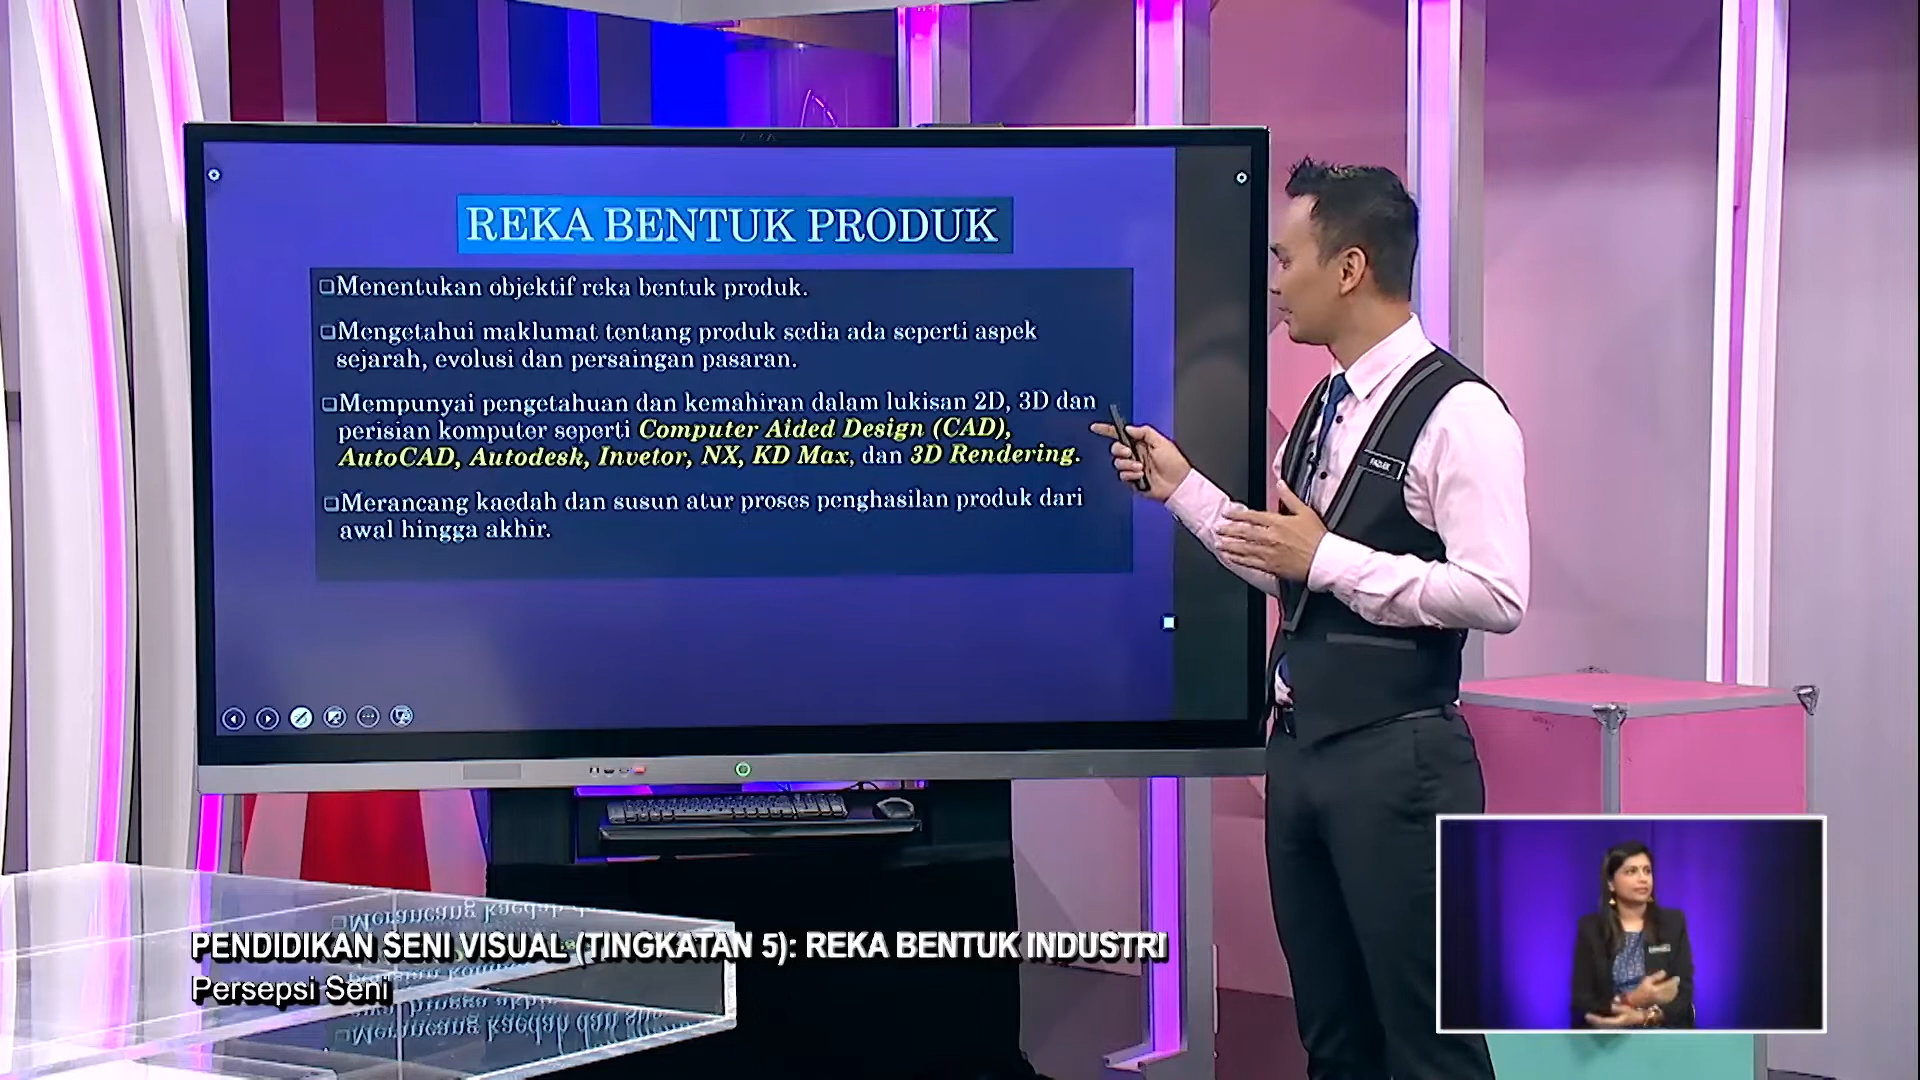 REKA BENTUK PRODUK
❑Menentukan objektif reka bentuk produk.
❑Mengetahui maklumat tentang produk sedia ada seperti aspek
sejarah, evolusi dan persaingan pasaran.
❑Mempunyai pengetahuan dan kemahiran dalam lukisan 2D, 3D dan
perisian komputer seperti Computer Aided Design (CAD),
AutoCAD, Autodesk, Invetor, NX, KD Max, dan 3D Rendering.
❑Merancang kaedah dan susun atur proses penghasilan produk dari
awal hingga akhir.
PENDIDIKAN SENI VISUAL (TINGKATAN 5): REKA BENTUK INDUSTRI
Persepsi Seni